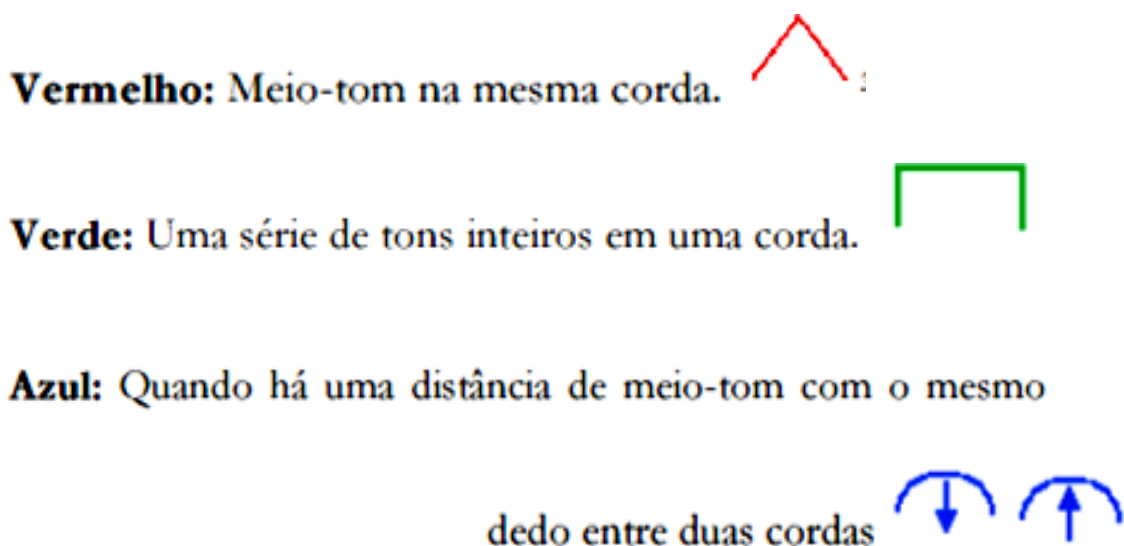 Vermelho: Meio-tom na mesma corda.
Verde: Uma série de tons inteiros em uma corda.
Azul: Quando há uma distância de meio-tom com o mesmo
dedo entre duas cordas